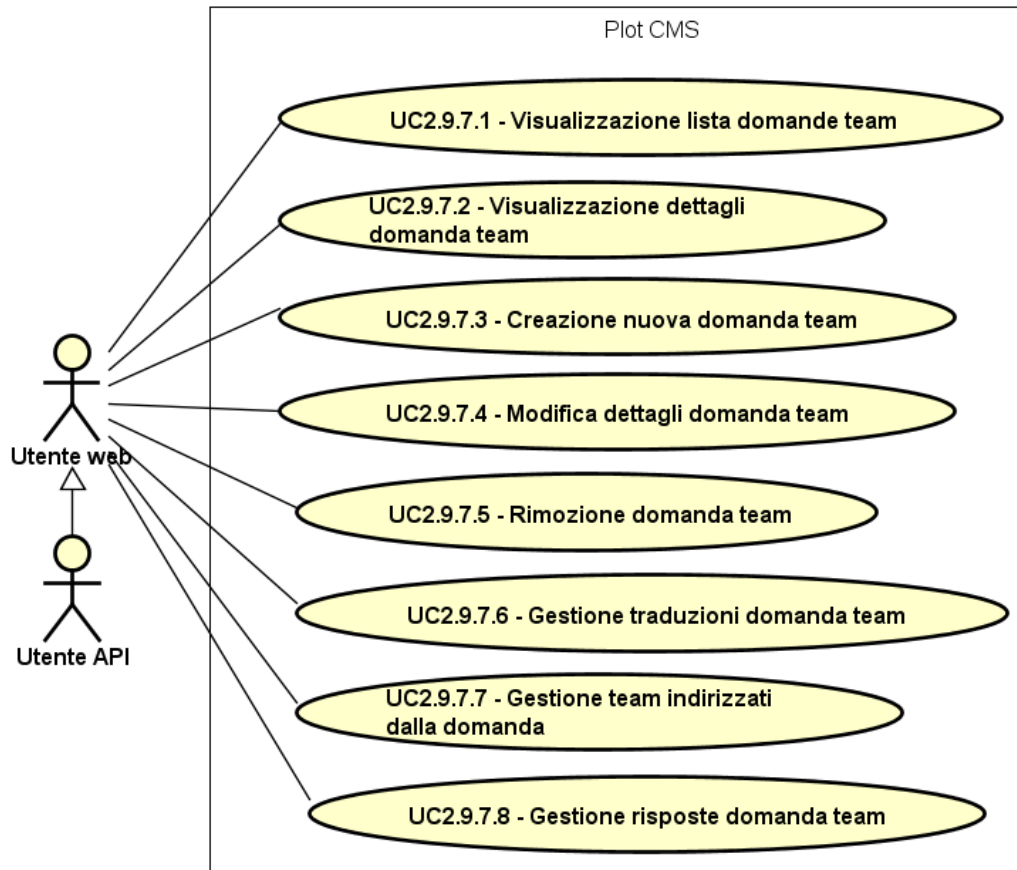 Plot CMS
UC2.9.7.1 - Visualizzazione lista domande team
UC2.9.7.2 - Visualizzazione dettagli
domanda team
UC2.9.7.3 - Creazione nuova domanda team
UC2.9.7.4 - Modifica dettagli domanda team
Utente web
UC2.9.7.5 - Rimozione domanda team
UC2.9.7.6 - Gestione traduzioni domanda team
Utente API
UC2.9.7.7 - Gestione team indirizzati
dalla domanda
UC2.9.7.8 - Gestione risposte domanda team